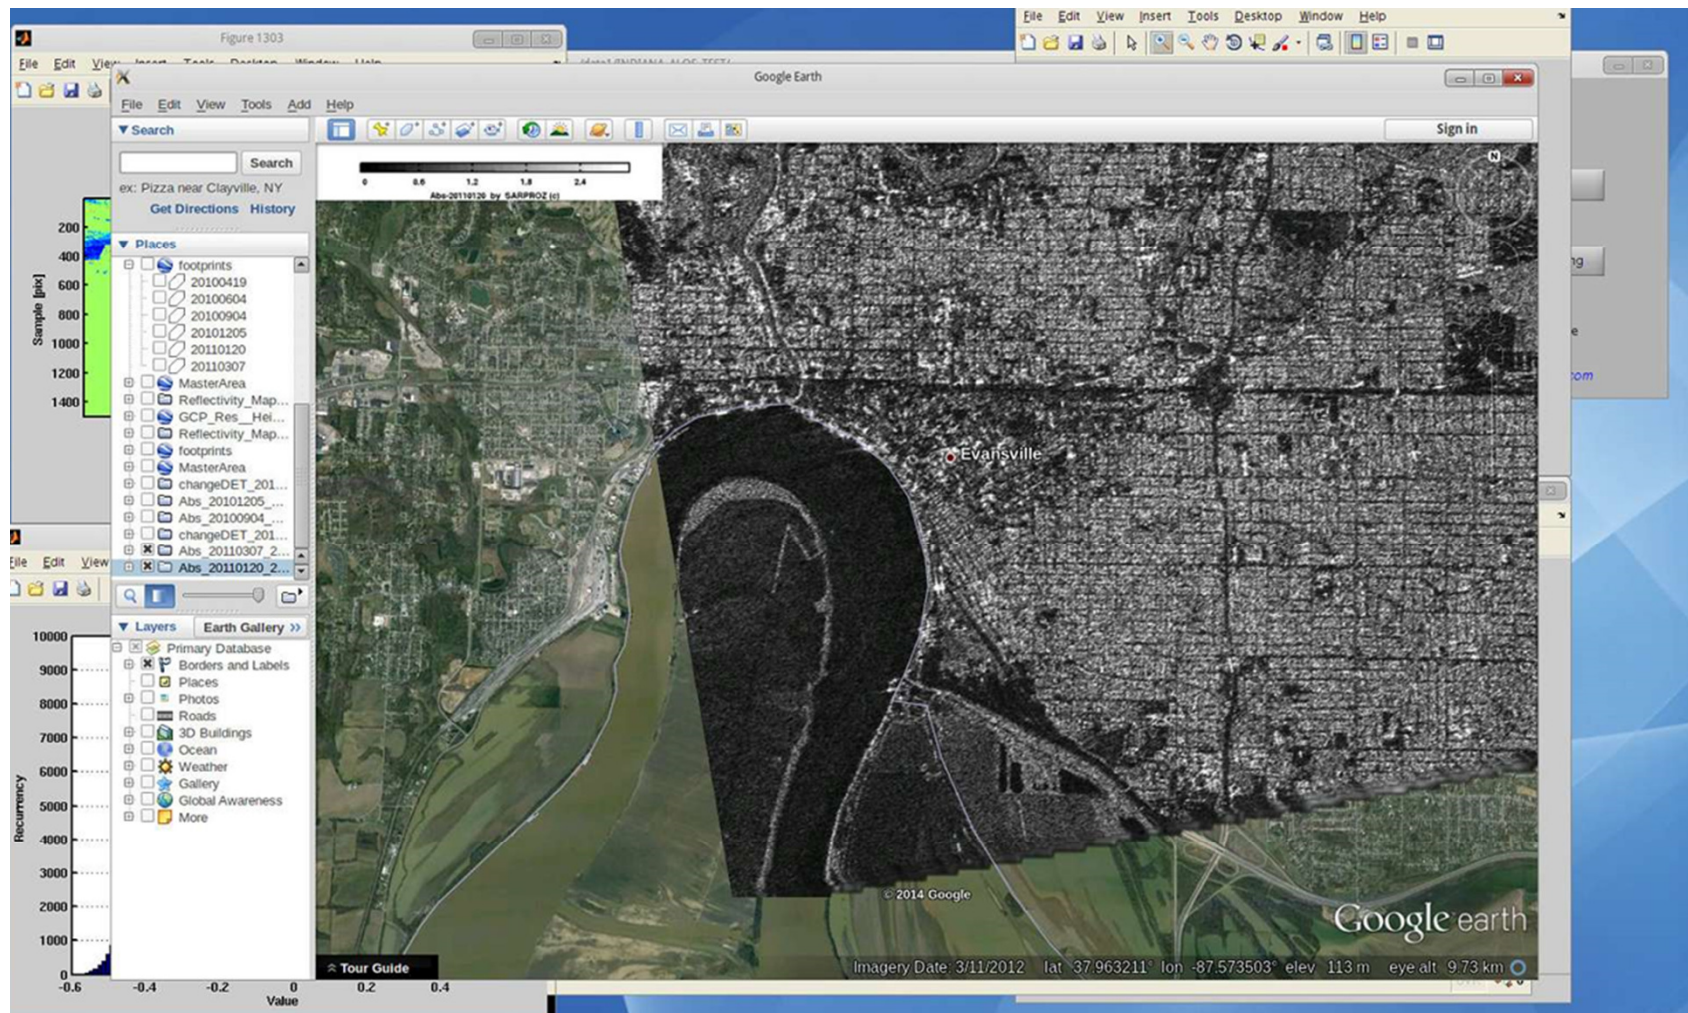 File Edit View Insert Tools Desktop Window Help
Figure 1303
File Edit
Google Earth
File Edit View Tools Add Help
Search
Search
ex: Pizza near Clayville, NY
Get Directions History
Places
footprints
20100419
20100604
20100904
20101205
20110120
20110307
MasterArea
Reflectivity_Map...
GCP_Res__Hei...
Reflectivity_Map...
footprints
MasterArea
changeDET_201...
Abs_20101205_...
Abs_20100904_...
changeDET_201...
Abs_20110307_2...
Abs_20110120_2...
Layers Earth Gallery >>
Primary Database
Borders and Labels
Places
Photos
Roads
3D Buildings
Ocean
Weather
Gallery
Global Awareness
More
Sign in
0 0.6 1.2 1.8 2.4
Abs-20110120 by SARPROZ (c)
N
Evansville
© 2014 Google
Google earth
Tour Guide
Imagery Date: 3/11/2012 lat 37.963211° lon -87.573503° elev 113 m eye alt 9.73 km
200
400
600
800
1000
1200
1400
Sample [pix]
File Edit View
10000
9000
8000
7000
6000
5000
4000
3000
2000
1000
0
Recurrency
-0.6 -0.4 -0.2 0 0.2 0.4
Value
ng
e
com